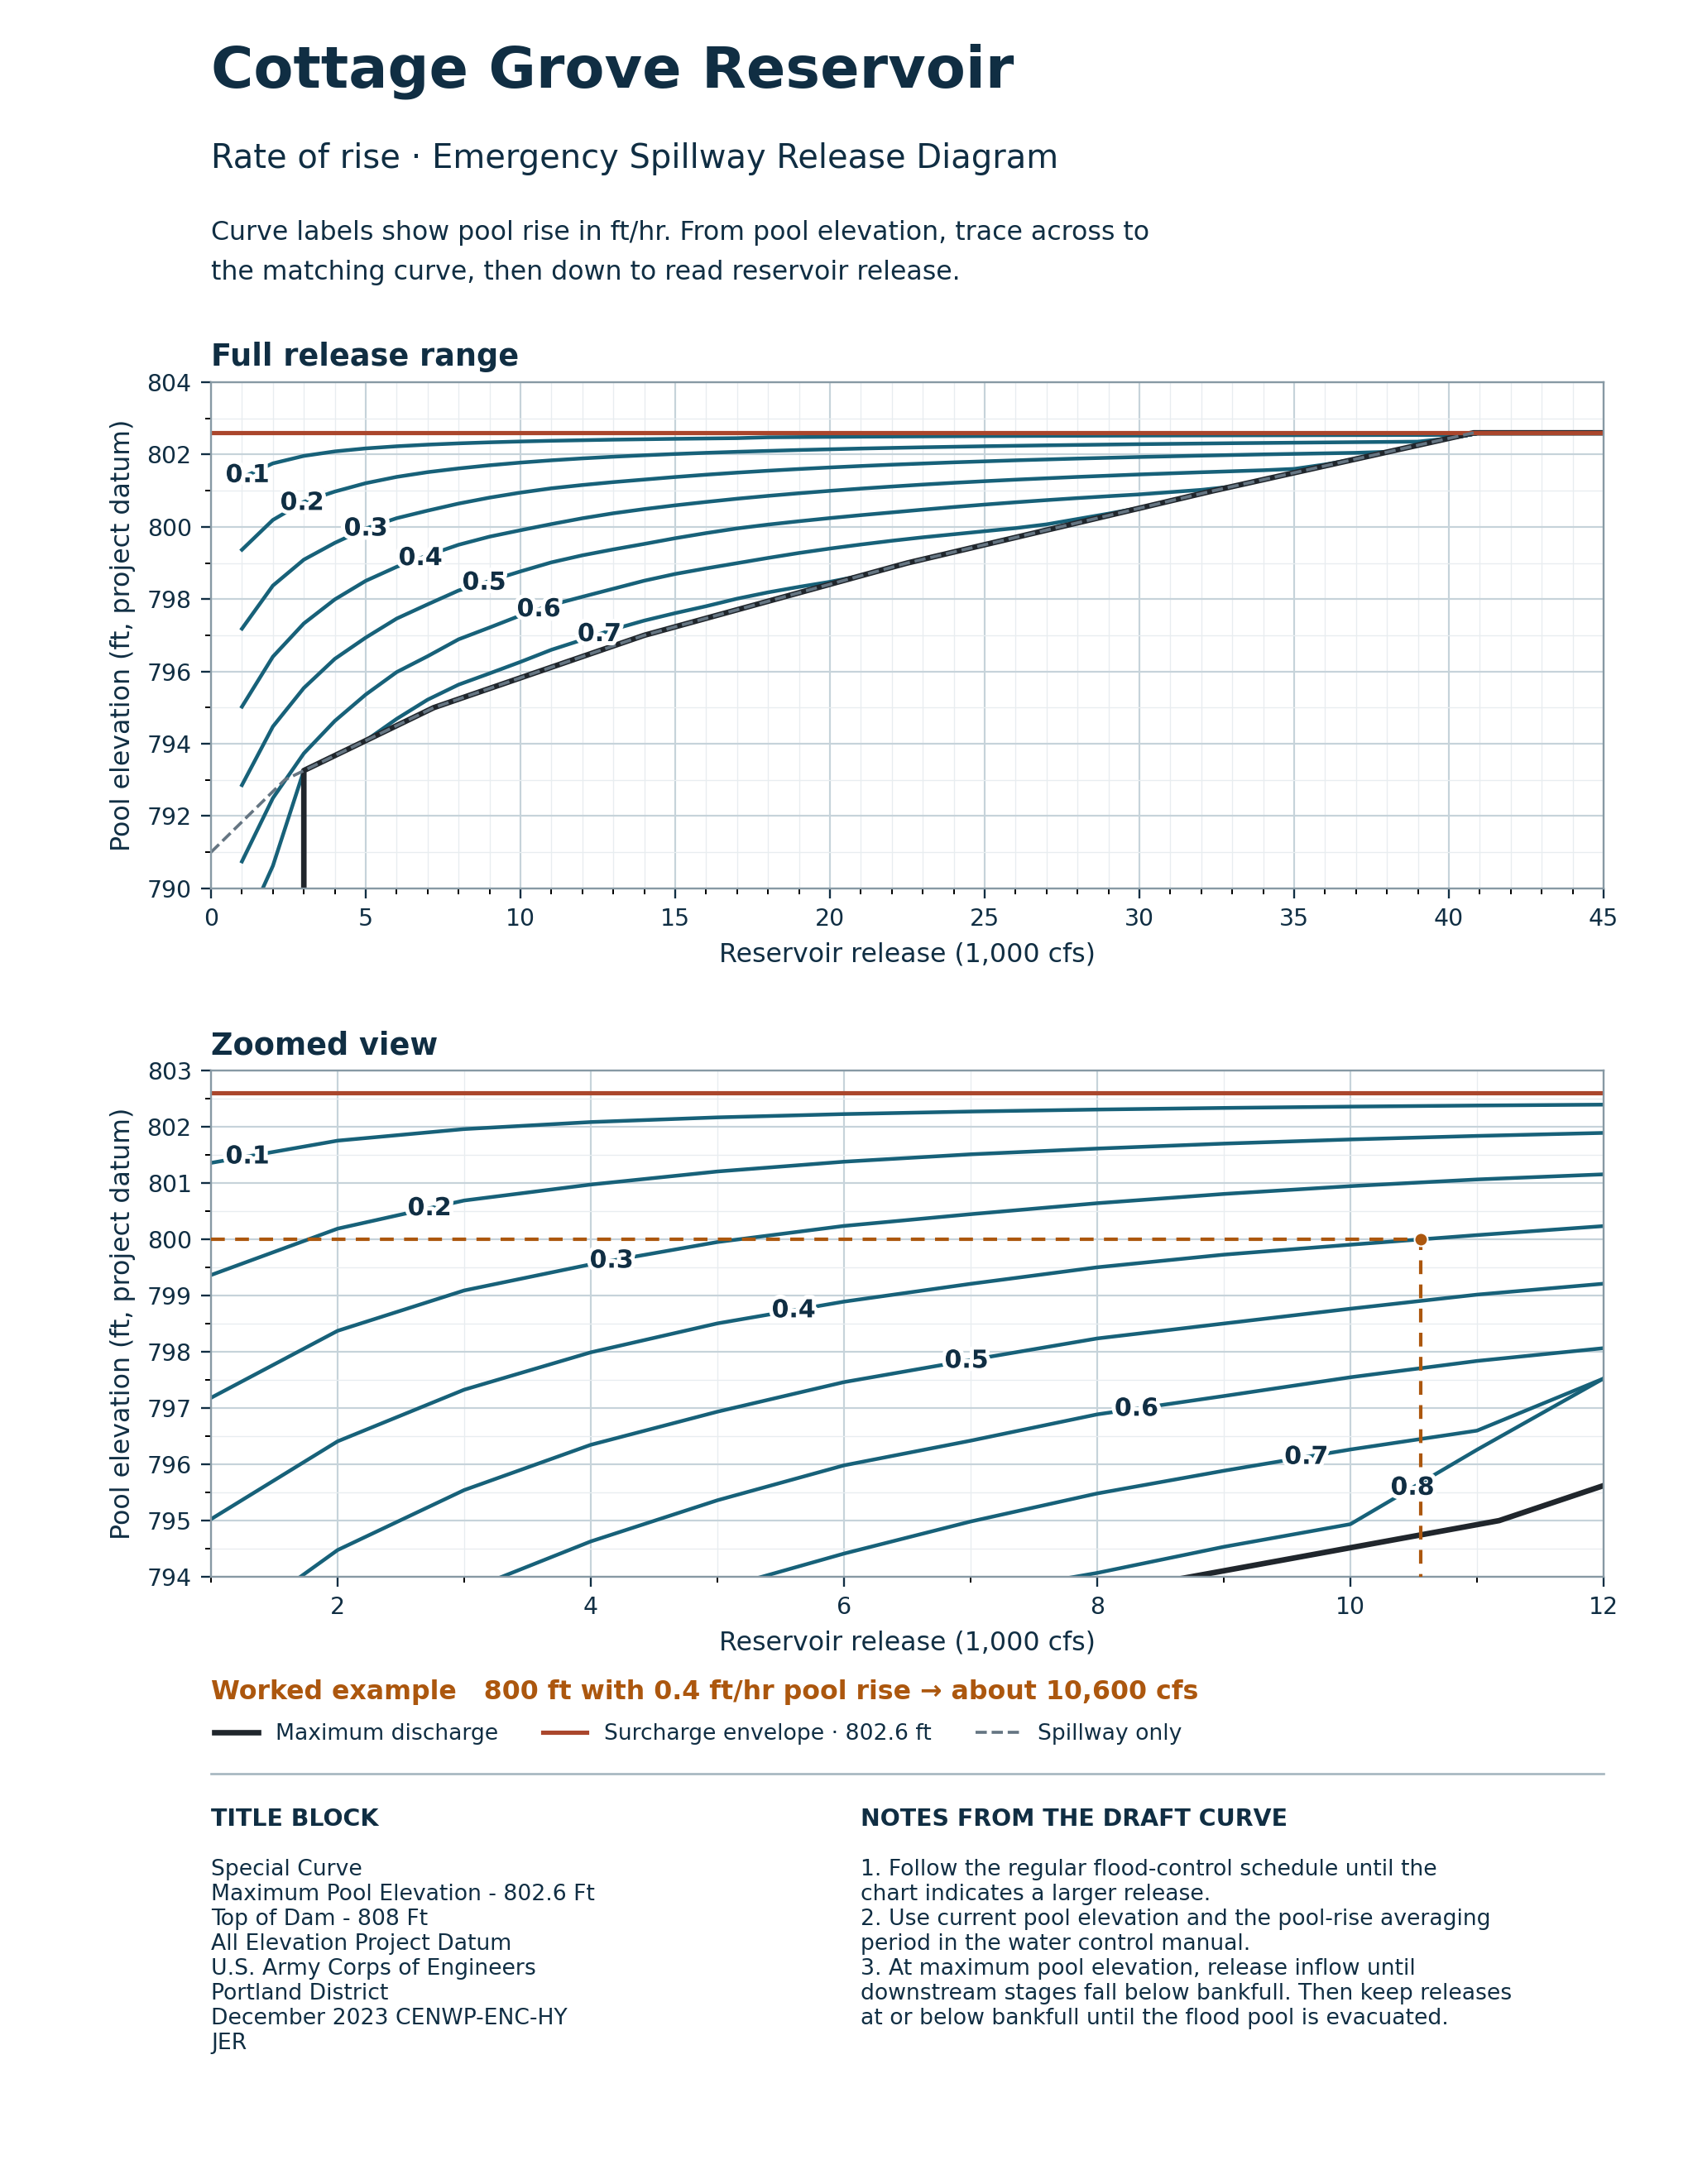 Cottage Grove Reservoir
Rate of rise · Emergency Spillway Release Diagram
Curve labels show pool rise in ft/hr. From pool elevation, trace across to
the matching curve, then down to read reservoir release.
Full release range
804
802
800
798
796
794
792
790
Pool elevation (ft, project datum)
0.1
0.2
0.3
0.4
0.5
0.6
0.7
0
5
10
15
20
25
30
35
40
45
Reservoir release (1,000 cfs)
Zoomed view
803
802
801
800
799
798
797
796
795
794
Pool elevation (ft, project datum)
0.1
0.2
0.3
0.4
0.5
0.6
0.7
0.8
2
4
6
8
10
12
Reservoir release (1,000 cfs)
Worked example 800 ft with 0.4 ft/hr pool rise → about 10,600 cfs
Maximum discharge
Surcharge envelope · 802.6 ft
Spillway only
TITLE BLOCK
Special Curve
Maximum Pool Elevation - 802.6 Ft
Top of Dam - 808 Ft
All Elevation Project Datum
U.S. Army Corps of Engineers
Portland District
December 2023 CENWP-ENC-HY
JER
NOTES FROM THE DRAFT CURVE
1. Follow the regular flood-control schedule until the
chart indicates a larger release.
2. Use current pool elevation and the pool-rise averaging
period in the water control manual.
3. At maximum pool elevation, release inflow until
downstream stages fall below bankfull. Then keep releases
at or below bankfull until the flood pool is evacuated.